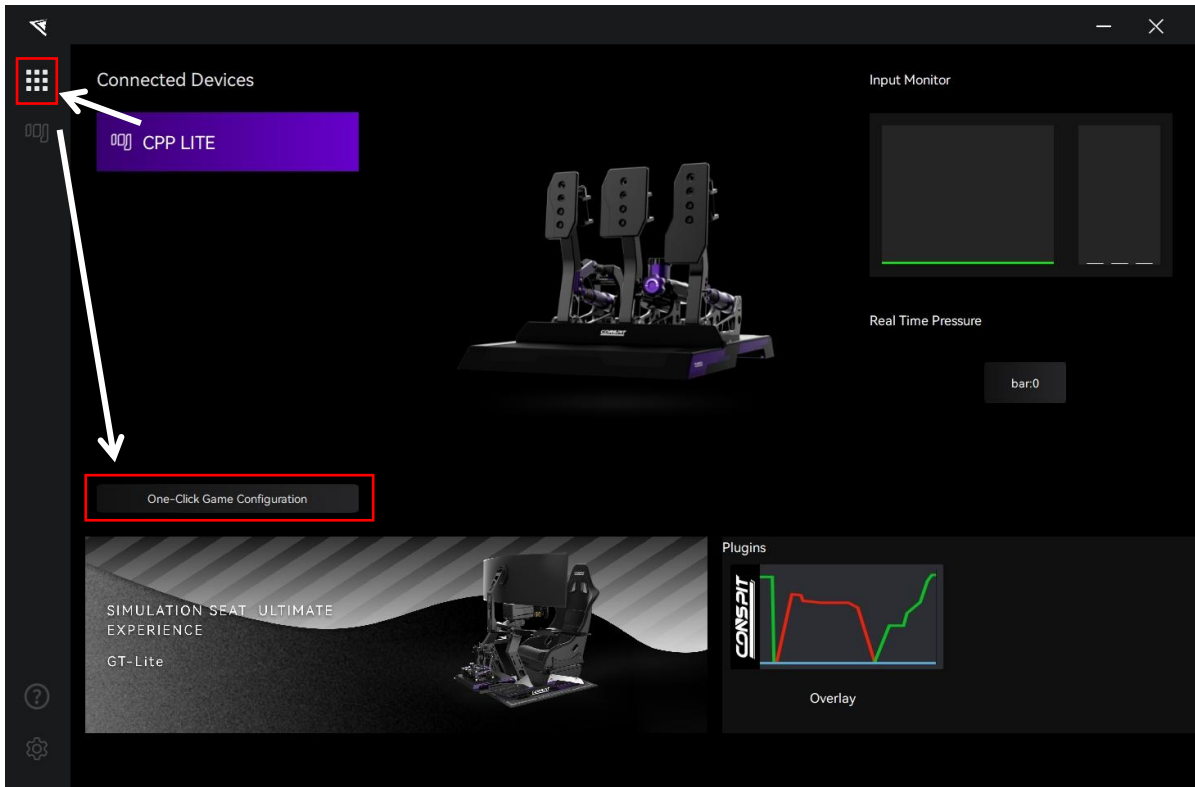 Connected Devices
CPP LITE
Input Monitor
CONSPIT
Real Time Pressure
bar:0
One-Click Game Configuration
SIMULATION SEAT ULTIMATE
EXPERIENCE
GT-Lite
Plugins
CONSPIT
Overlay